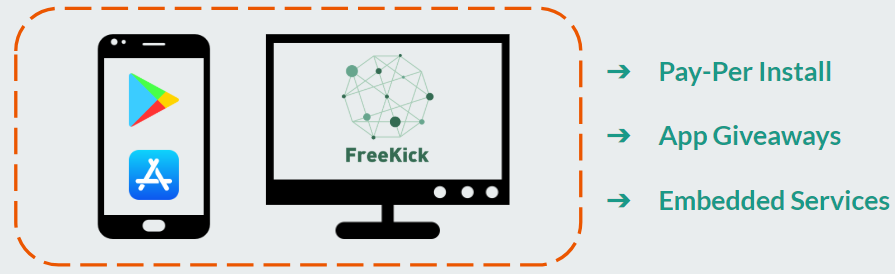 FreeKick
Pay-Per Install
App Giveaways
Embedded Services